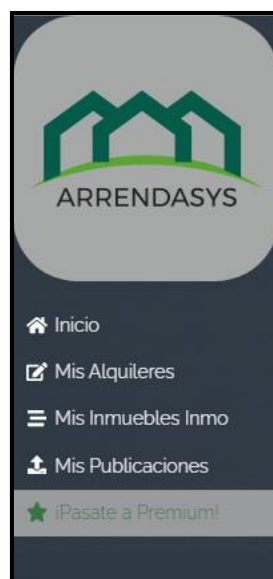 ARRENDASYS
Inicio
Mis Alquileres
Mis Inmuebles Inmo
Mis Publicaciones
¡Pasate a Premium!